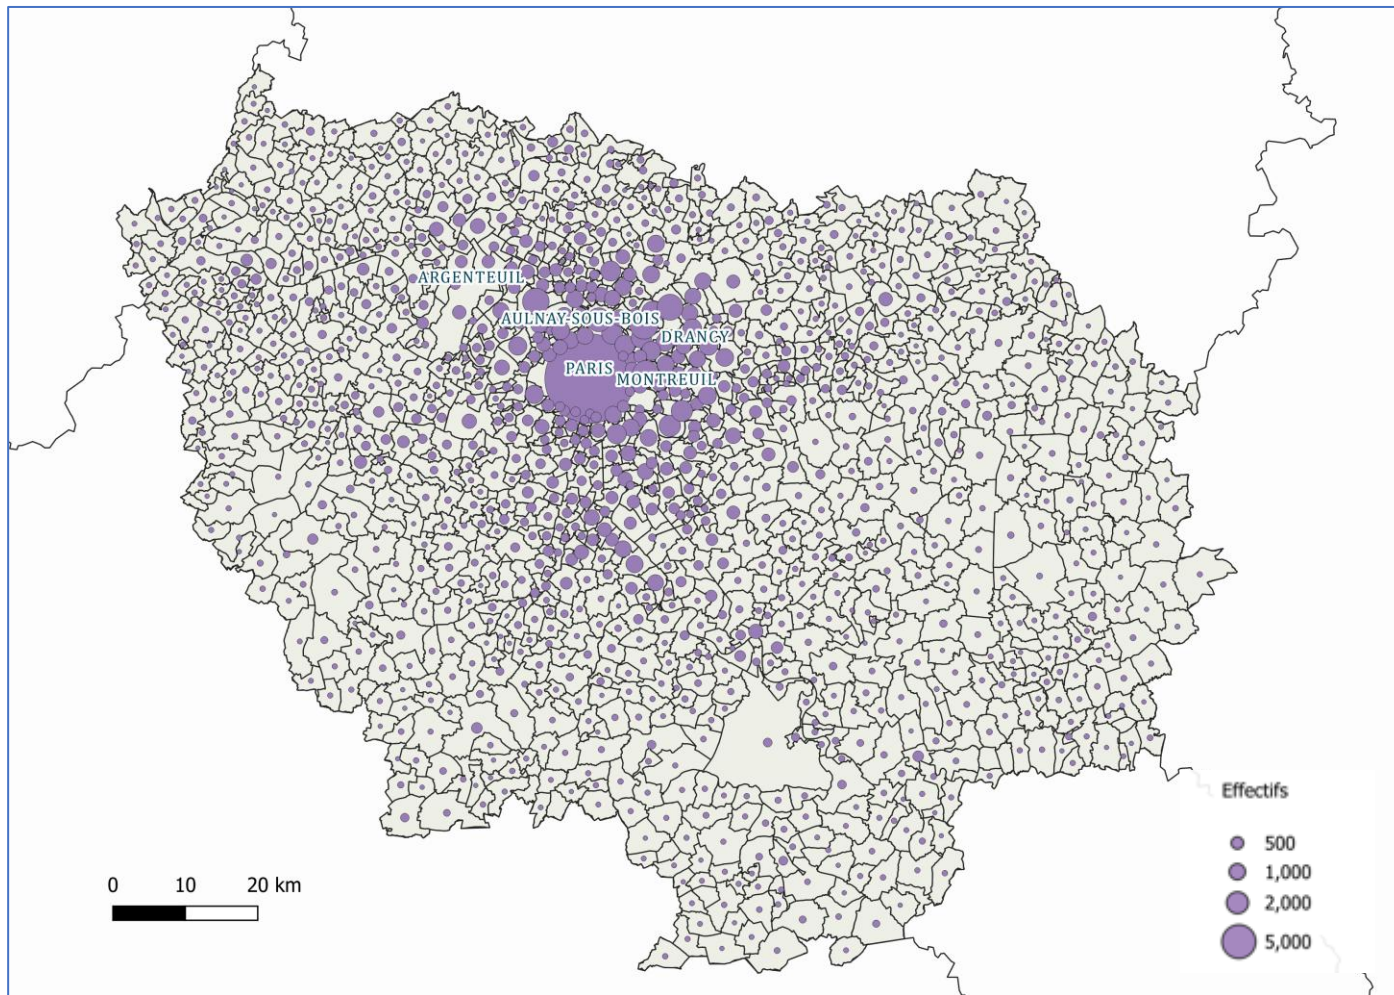 ARGENTEUIL
AULNAY-SOUS-BOIS
DRANCY
PARIS
MONTREUIL
Effectifs
500
1,000
2,000
5,000
0 10 20 km